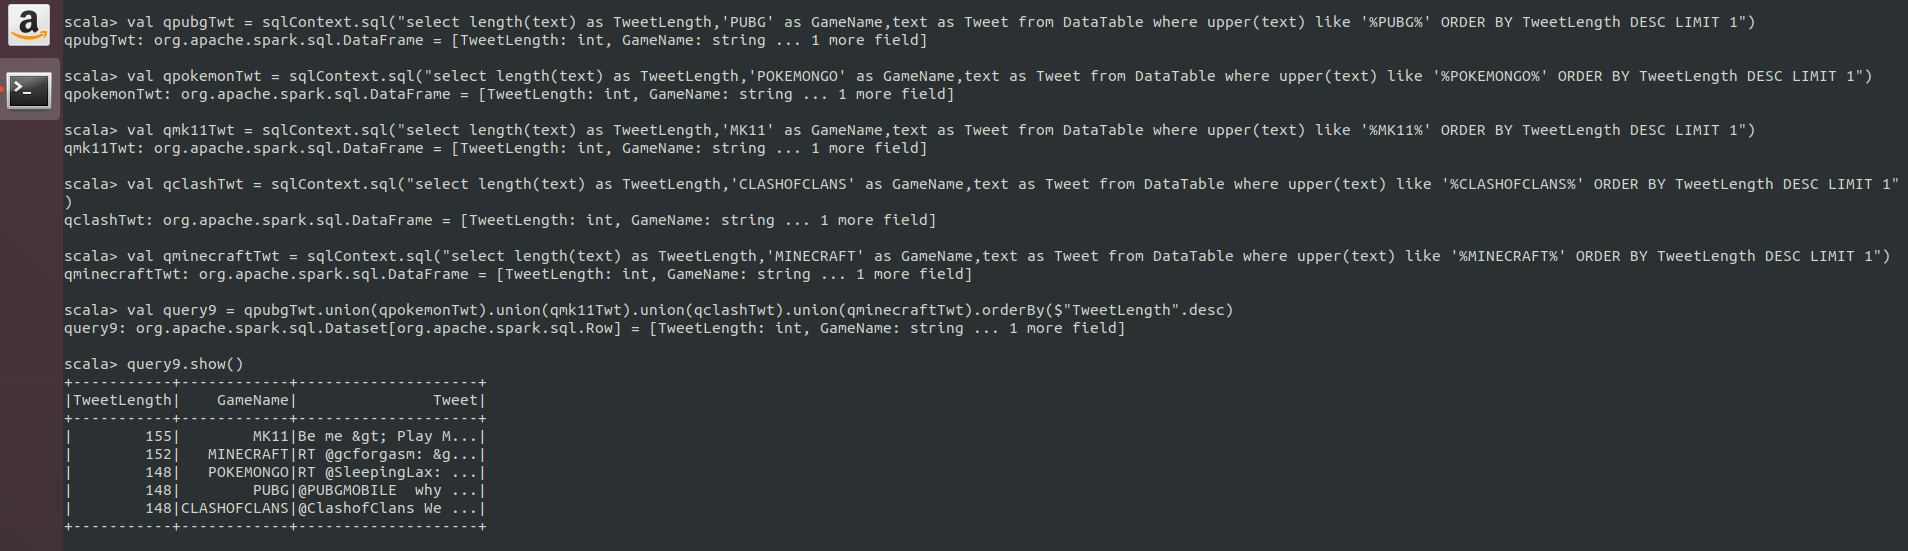 a
>_
scala> val qpubgTwt = sqlContext.sql("select length(text) as TweetLength,'PUBG' as GameName,text as Tweet from DataTable where upper(text) like '%PUBG%' ORDER BY TweetLength DESC LIMIT 1")
qpubgTwt: org.apache.spark.sql.DataFrame = [TweetLength: int, GameName: string ... 1 more field]
scala> val qpokemonTwt = sqlContext.sql("select length(text) as TweetLength,'POKEMONGO' as GameName,text as Tweet from DataTable where upper(text) like '%POKEMONGO%' ORDER BY TweetLength DESC LIMIT 1")
qpokemonTwt: org.apache.spark.sql.DataFrame = [TweetLength: int, GameName: string ... 1 more field]
scala> val qmk11Twt = sqlContext.sql("select length(text) as TweetLength,'MK11' as GameName,text as Tweet from DataTable where upper(text) like '%MK11%' ORDER BY TweetLength DESC LIMIT 1")
qmk11Twt: org.apache.spark.sql.DataFrame = [TweetLength: int, GameName: string ... 1 more field]
scala> val qclashTwt = sqlContext.sql("select length(text) as TweetLength,'CLASHOFCLANS' as GameName,text as Tweet from DataTable where upper(text) like '%CLASHOFCLANS%' ORDER BY TweetLength DESC LIMIT 1"
)
qclashTwt: org.apache.spark.sql.DataFrame = [TweetLength: int, GameName: string ... 1 more field]
scala> val qminecraftTwt = sqlContext.sql("select length(text) as TweetLength,'MINECRAFT' as GameName,text as Tweet from DataTable where upper(text) like '%MINECRAFT%' ORDER BY TweetLength DESC LIMIT 1")
qminecraftTwt: org.apache.spark.sql.DataFrame = [TweetLength: int, GameName: string ... 1 more field]
scala> val query9 = qpubgTwt.union(qpokemonTwt).union(qmk11Twt).union(qclashTwt).union(qminecraftTwt).orderBy($"TweetLength".desc)
query9: org.apache.spark.sql.Dataset[org.apache.spark.sql.Row] = [TweetLength: int, GameName: string ... 1 more field]
scala> query9.show()
+-----------+------------+--------------------+
|TweetLength|    GameName|               Tweet|
+-----------+------------+--------------------+
|        155|        MK11|Be me &gt; Play M...|
|        152|   MINECRAFT|RT @gcforgasm: &g...|
|        148|   POKEMONGO|RT @SleepingLax: ...|
|        148|        PUBG|@PUBGMOBILE  why ...|
|        148|CLASHOFCLANS|@ClashofClans We ...|
+-----------+------------+--------------------+